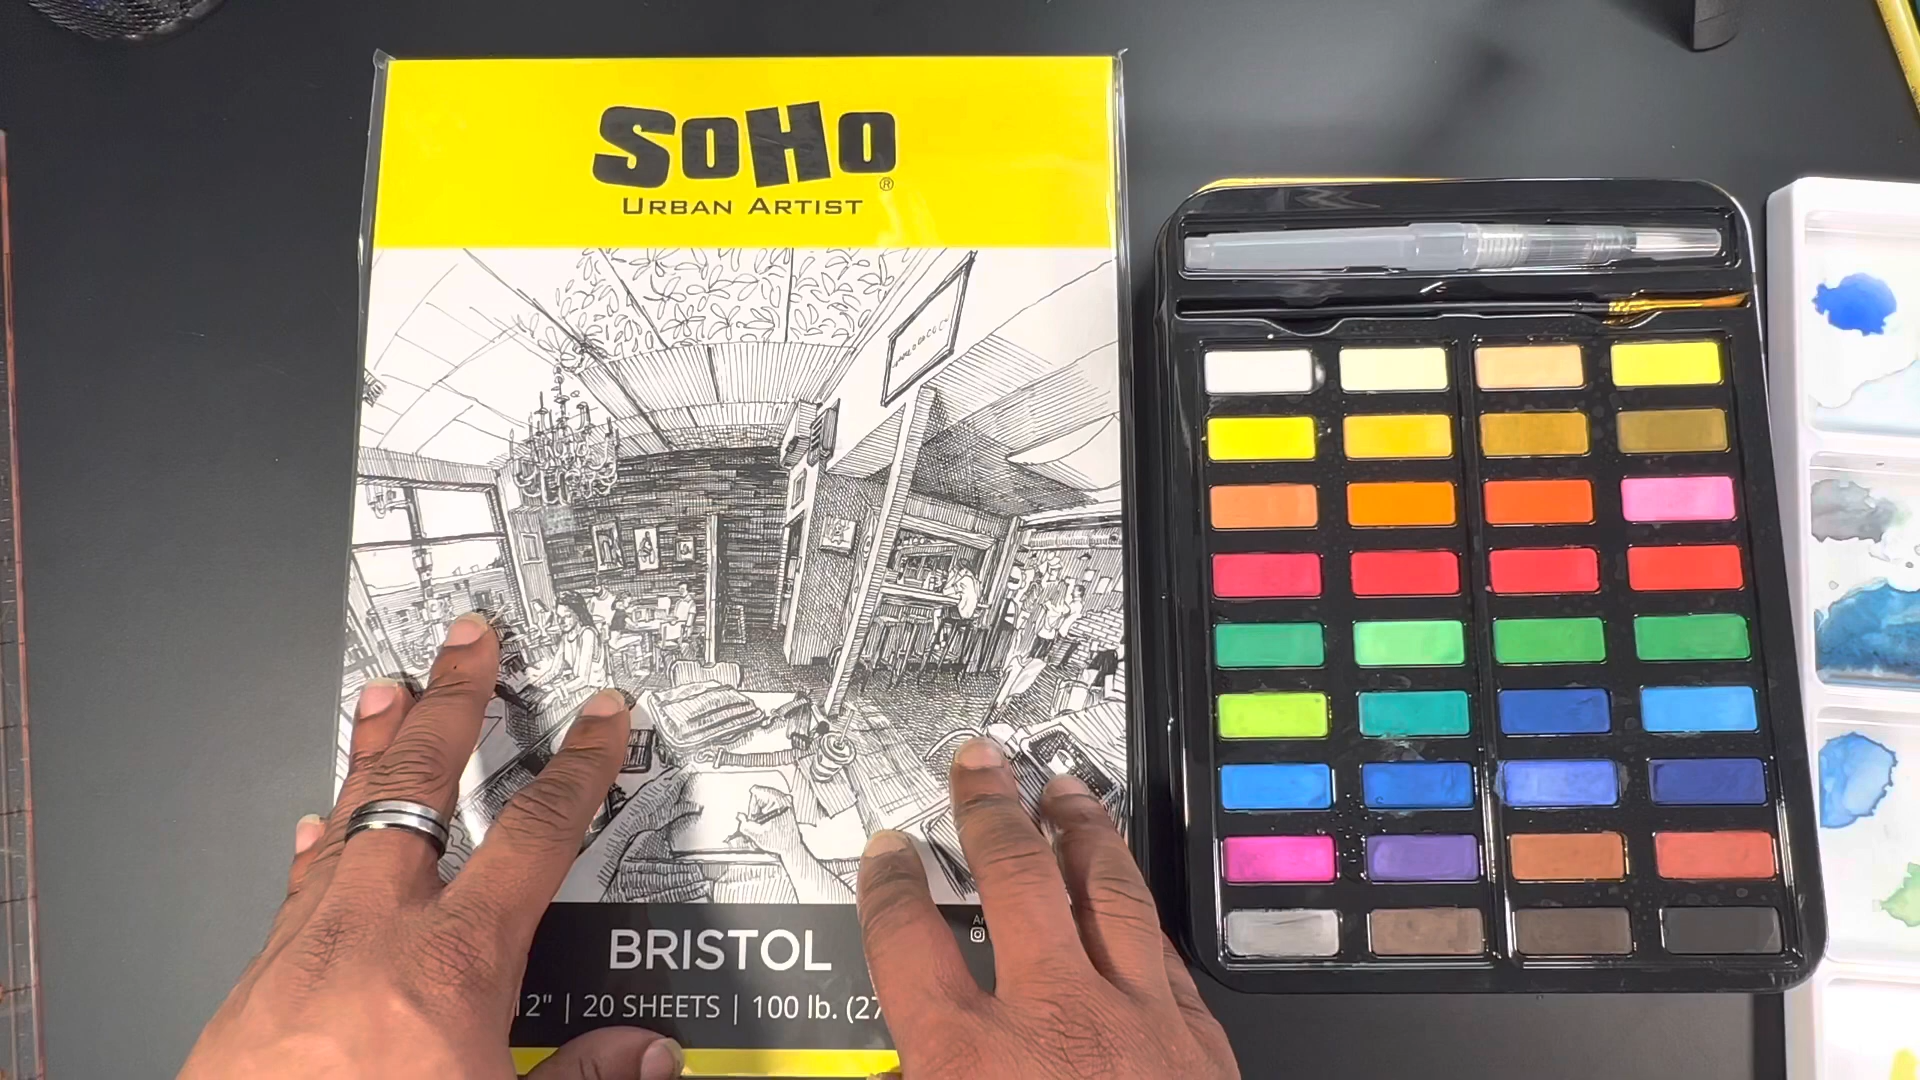 SoHo
®
URBAN ARTIST
BRISTOL
2" | 20 SHEETS | 100 lb. (27